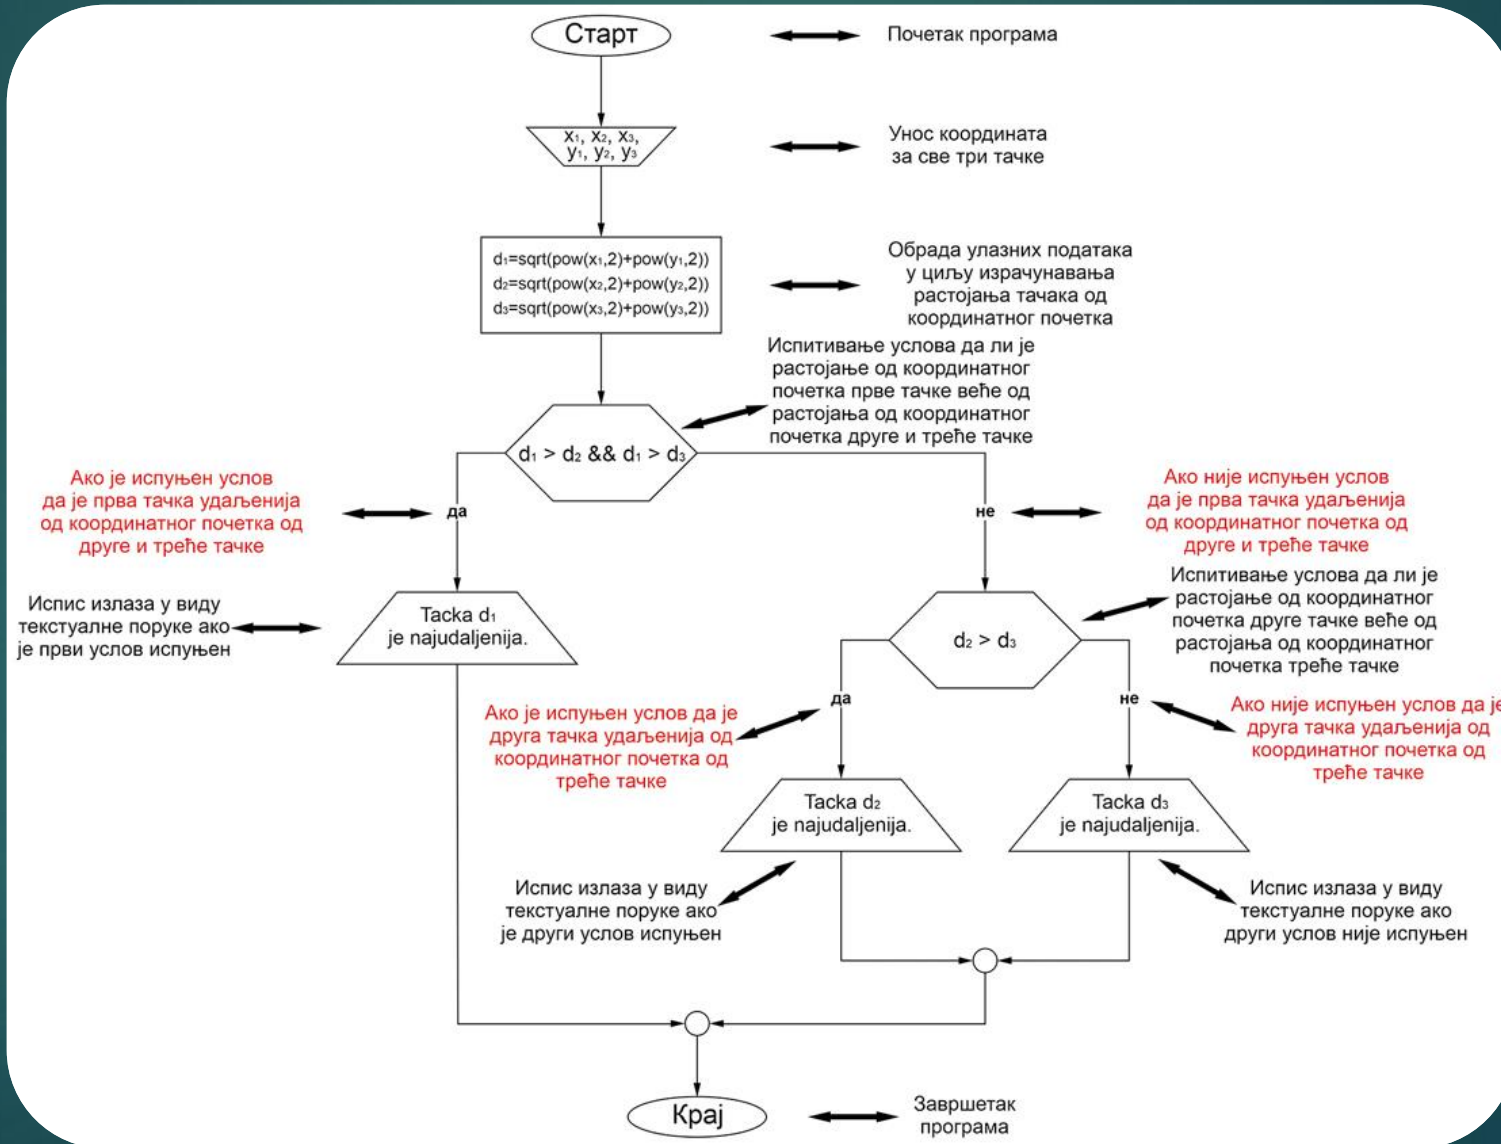 Старт
Почетак програма
x₁, x₂, x₃,
y₁, y₂, y₃
Унос координата
за све три тачке
d₁=sqrt(pow(x₁,2)+pow(y₁,2))
d₂=sqrt(pow(x₂,2)+pow(y₂,2))
d₃=sqrt(pow(x₃,2)+pow(y₃,2))
Обрада улазних података
у циљу израчунавања
растојања тачака од
координатног почетка
Испитивање услова да ли је
растојање од координатног
почетка прве тачке веће од
растојања од координатног
почетка друге и треће тачке
d₁ > d₂ && d₁ > d₃
Ако је испуњен услов
да је прва тачка удаљенија
од координатног почетка од
друге и треће тачке
да
не
Ако није испуњен услов
да је прва тачка удаљенија
од координатног почетка од
друге и треће тачке
Испис излаза у виду
текстуалне поруке ако
је први услов испуњен
Tacka d₁
je najudaljenija.
d₂ > d₃
Испитивање услова да ли је
растојање од координатног
почетка друге тачке веће од
растојања од координатног
почетка треће тачке
Ако је испуњен услов да је
друга тачка удаљенија од
координатног почетка од
треће тачке
да
не
Ако није испуњен услов да је
друга тачка удаљенија од
координатног почетка од
треће тачке
Tacka d₂
je najudaljenija.
Tacka d₃
je najudaljenija.
Испис излаза у виду
текстуалне поруке ако
је други услов испуњен
Испис излаза у виду
текстуалне поруке ако
други услов није испуњен
Крај
Завршетак
програма